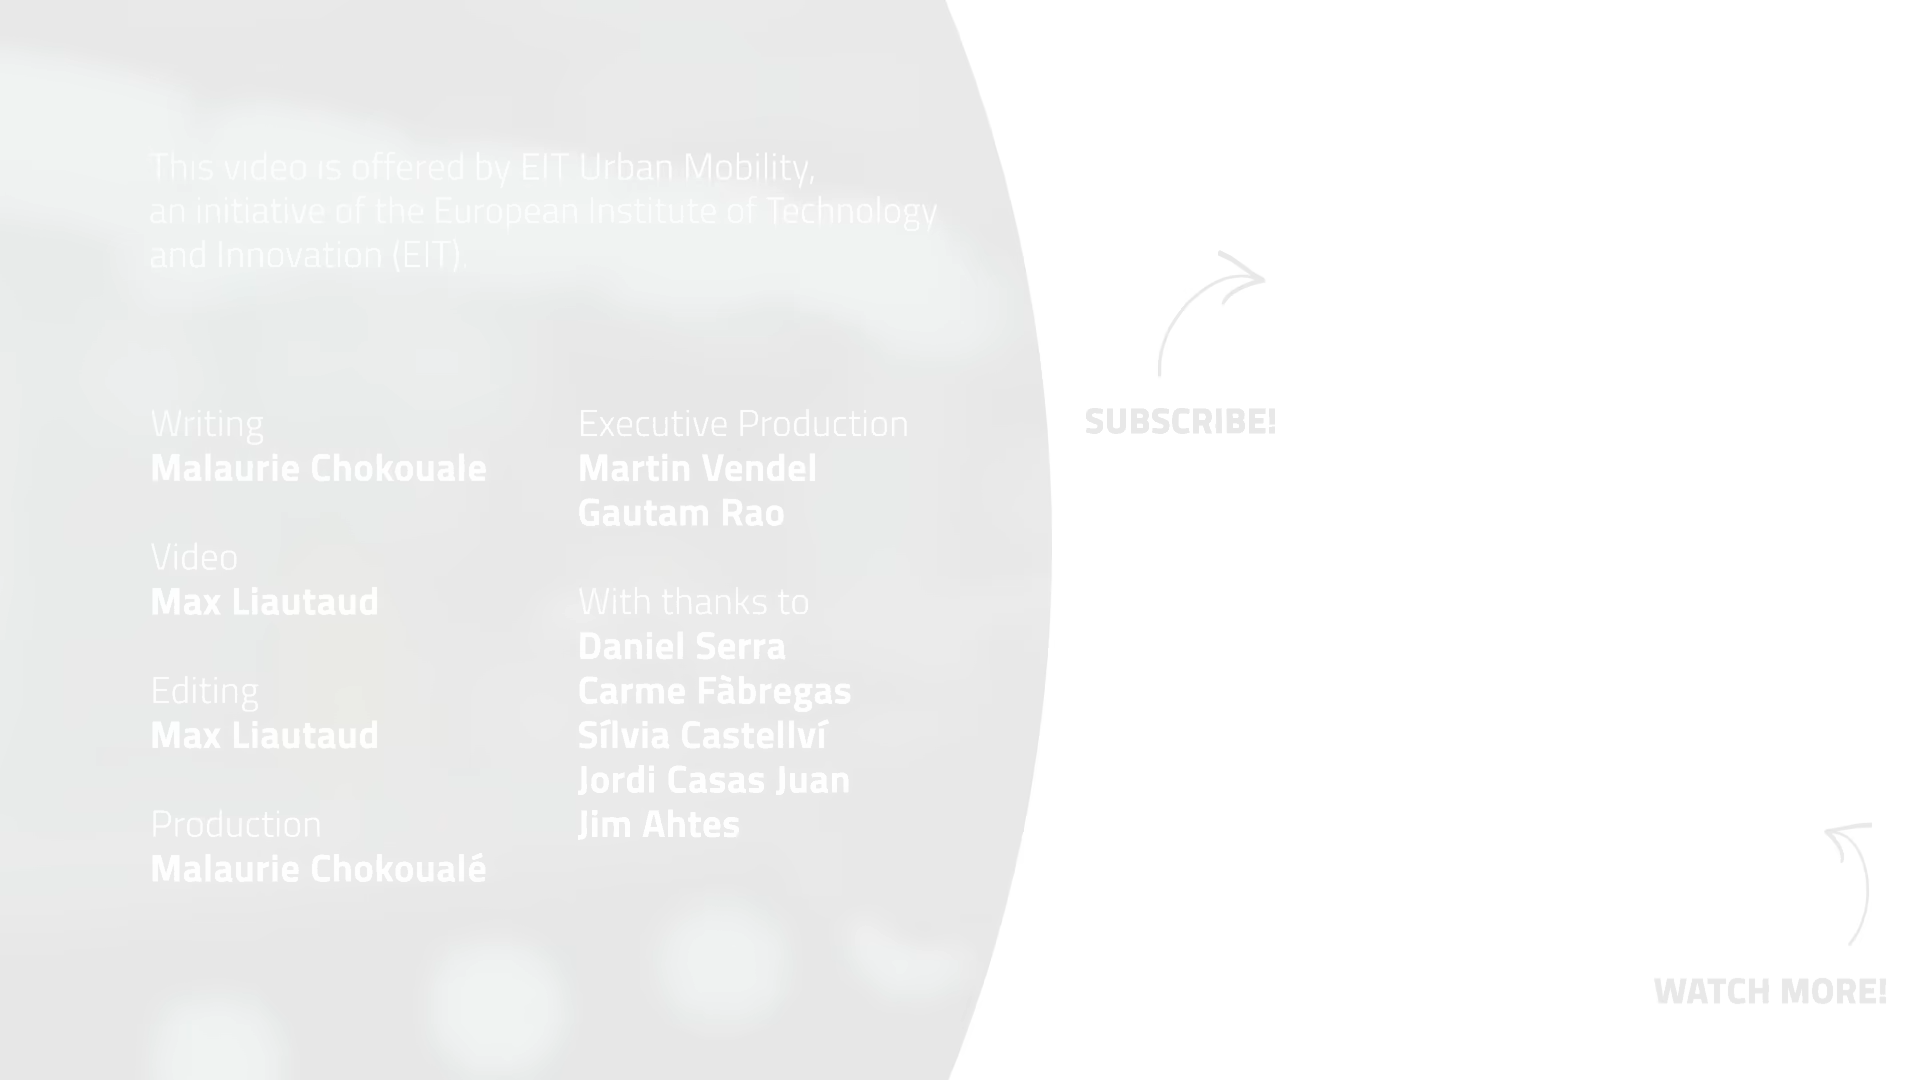 This video is offered by EIT Urban Mobility,
an initiative of the European Institute of Technology
and Innovation (EIT).
Writing
Malaurie Chokouale
Video
Max Liautaud
Editing
Max Liautaud
Production
Malaurie Chokoualé
Executive Production
Martin Vendel
Gautam Rao
With thanks to
Daniel Serra
Carme Fàbregas
Sílvia Castellví
Jordi Casas Juan
Jim Ahtes
SUBSCRIBE!
WATCH MORE!